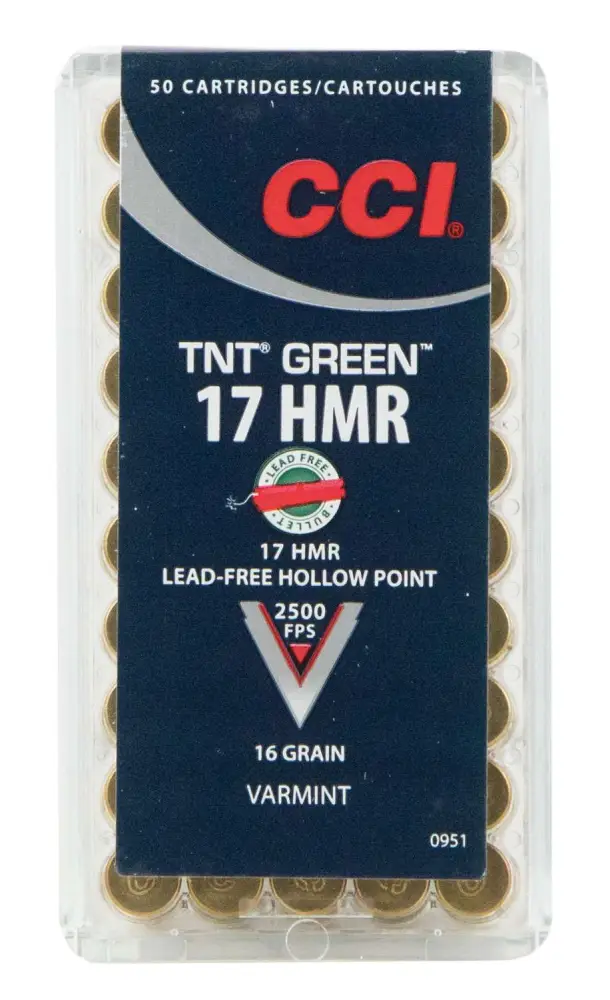 50 CARTRIDGES/CARTOUCHES
CCI®
TNT® GREEN™
17 HMR
LEAD FREE
BULLET
17 HMR
LEAD-FREE HOLLOW POINT
2500
FPS
16 GRAIN
VARMINT
0951